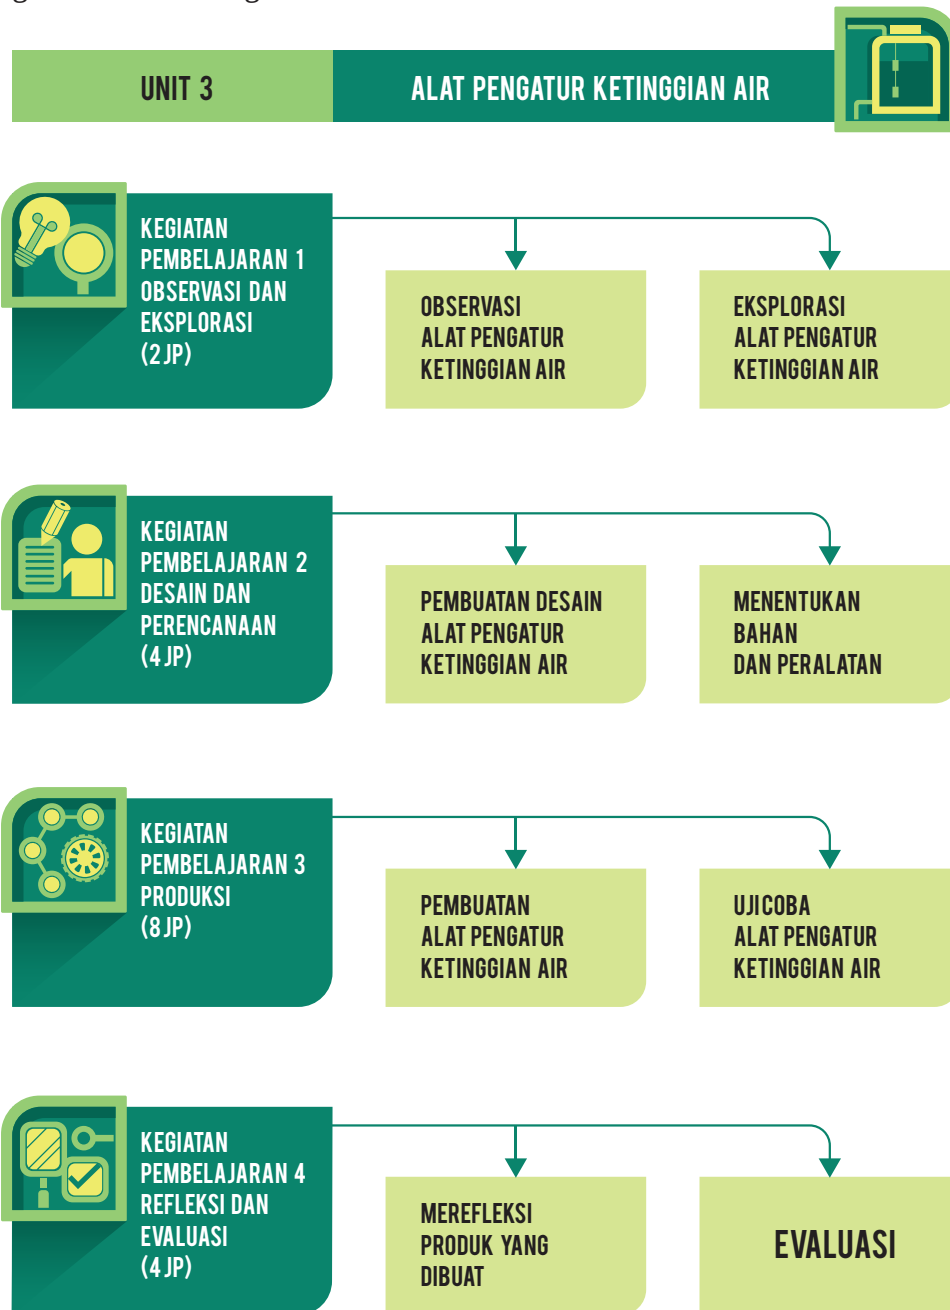 UNIT 3
ALAT PENGATUR KETINGGIAN AIR
KEGIATAN
PEMBELAJARAN 1
OBSERVASI DAN
EKSPLORASI
(2 JP)
OBSERVASI
ALAT PENGATUR
KETINGGIAN AIR
EKSPLORASI
ALAT PENGATUR
KETINGGIAN AIR
KEGIATAN
PEMBELAJARAN 2
DESAIN DAN
PERENCANAAN
(4 JP)
PEMBUATAN DESAIN
ALAT PENGATUR
KETINGGIAN AIR
MENENTUKAN
BAHAN
DAN PERALATAN
KEGIATAN
PEMBELAJARAN 3
PRODUKSI
(8 JP)
PEMBUATAN
ALAT PENGATUR
KETINGGIAN AIR
UJICOBA
ALAT PENGATUR
KETINGGIAN AIR
KEGIATAN
PEMBELAJARAN 4
REFLEKSI DAN
EVALUASI
(4 JP)
MEREFLEKSI
PRODUK YANG
DIBUAT
EVALUASI